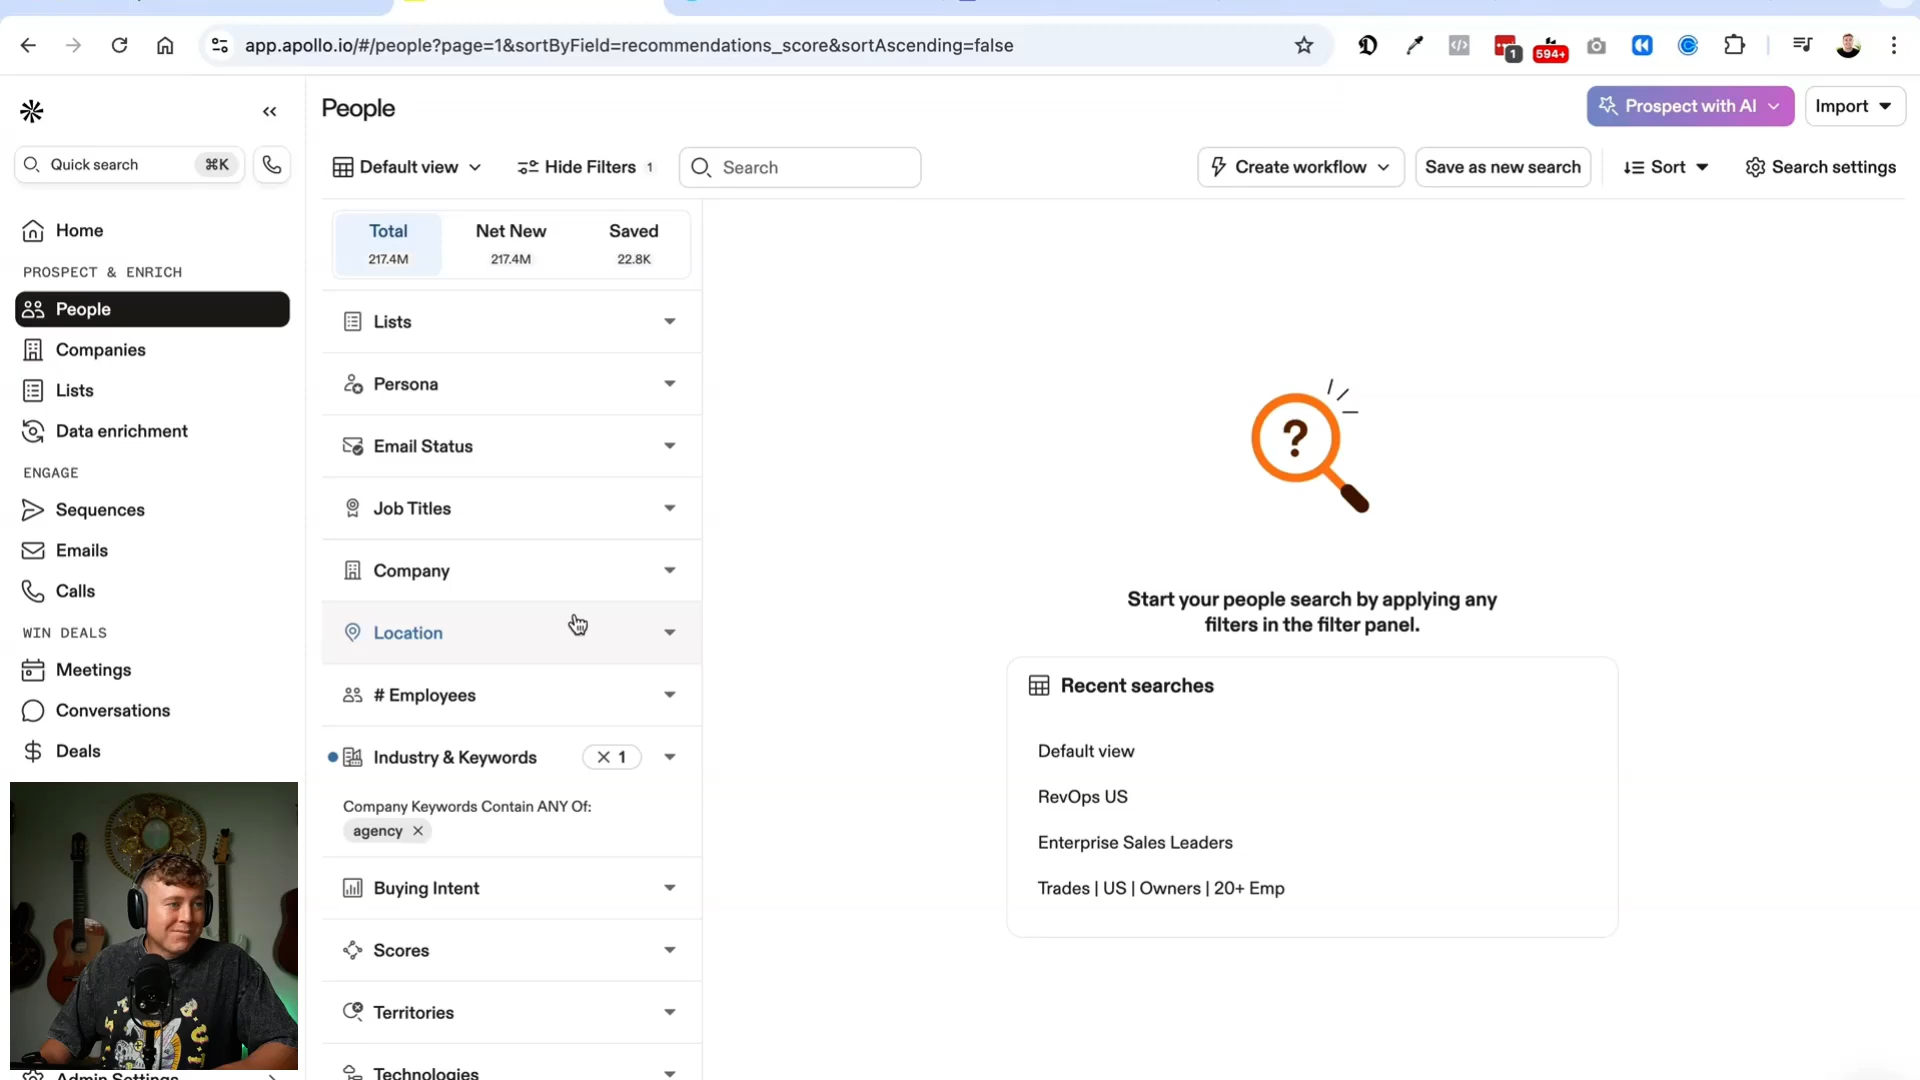 app.apollo.io/#/people?page=1&sortByField=recommendations_score&sortAscending=false
1
594+
People
Prospect with AI
Import
Quick search
⌘K
Default view
Hide Filters 1
Search
Create workflow
Save as new search
Sort
Search settings
Home
PROSPECT & ENRICH
People
Companies
Lists
Data enrichment
ENGAGE
Sequences
Emails
Calls
WIN DEALS
Meetings
Conversations
Deals
Admin Settings
Total
217.4M
Net New
217.4M
Saved
22.8K
Lists
Persona
Email Status
Job Titles
Company
Location
# Employees
Industry & Keywords
1
Company Keywords Contain ANY Of:
agency
Buying Intent
Scores
Territories
Technologies
?
Start your people search by applying any
filters in the filter panel.
Recent searches
Default view
RevOps US
Enterprise Sales Leaders
Trades | US | Owners | 20+ Emp